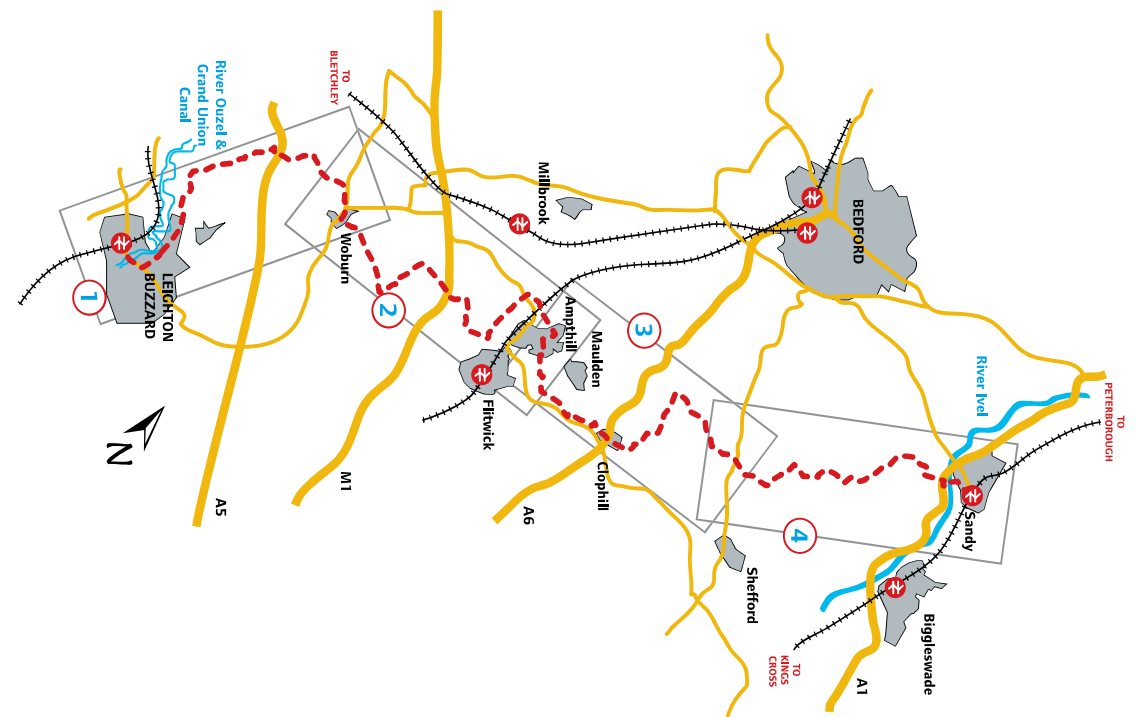 River Ouzel &
Grand Union
Canal
TO
BLETCHLEY
Millbrook
BEDFORD
Woburn
LEIGHTON
BUZZARD
1
2
3
4
Ampthill
Maulden
Flitwick
Clophill
River Ivel
TO
PETERBOROUGH
Sandy
Shefford
Biggleswade
TO
KINGS
CROSS
A5
M1
A6
A1
N